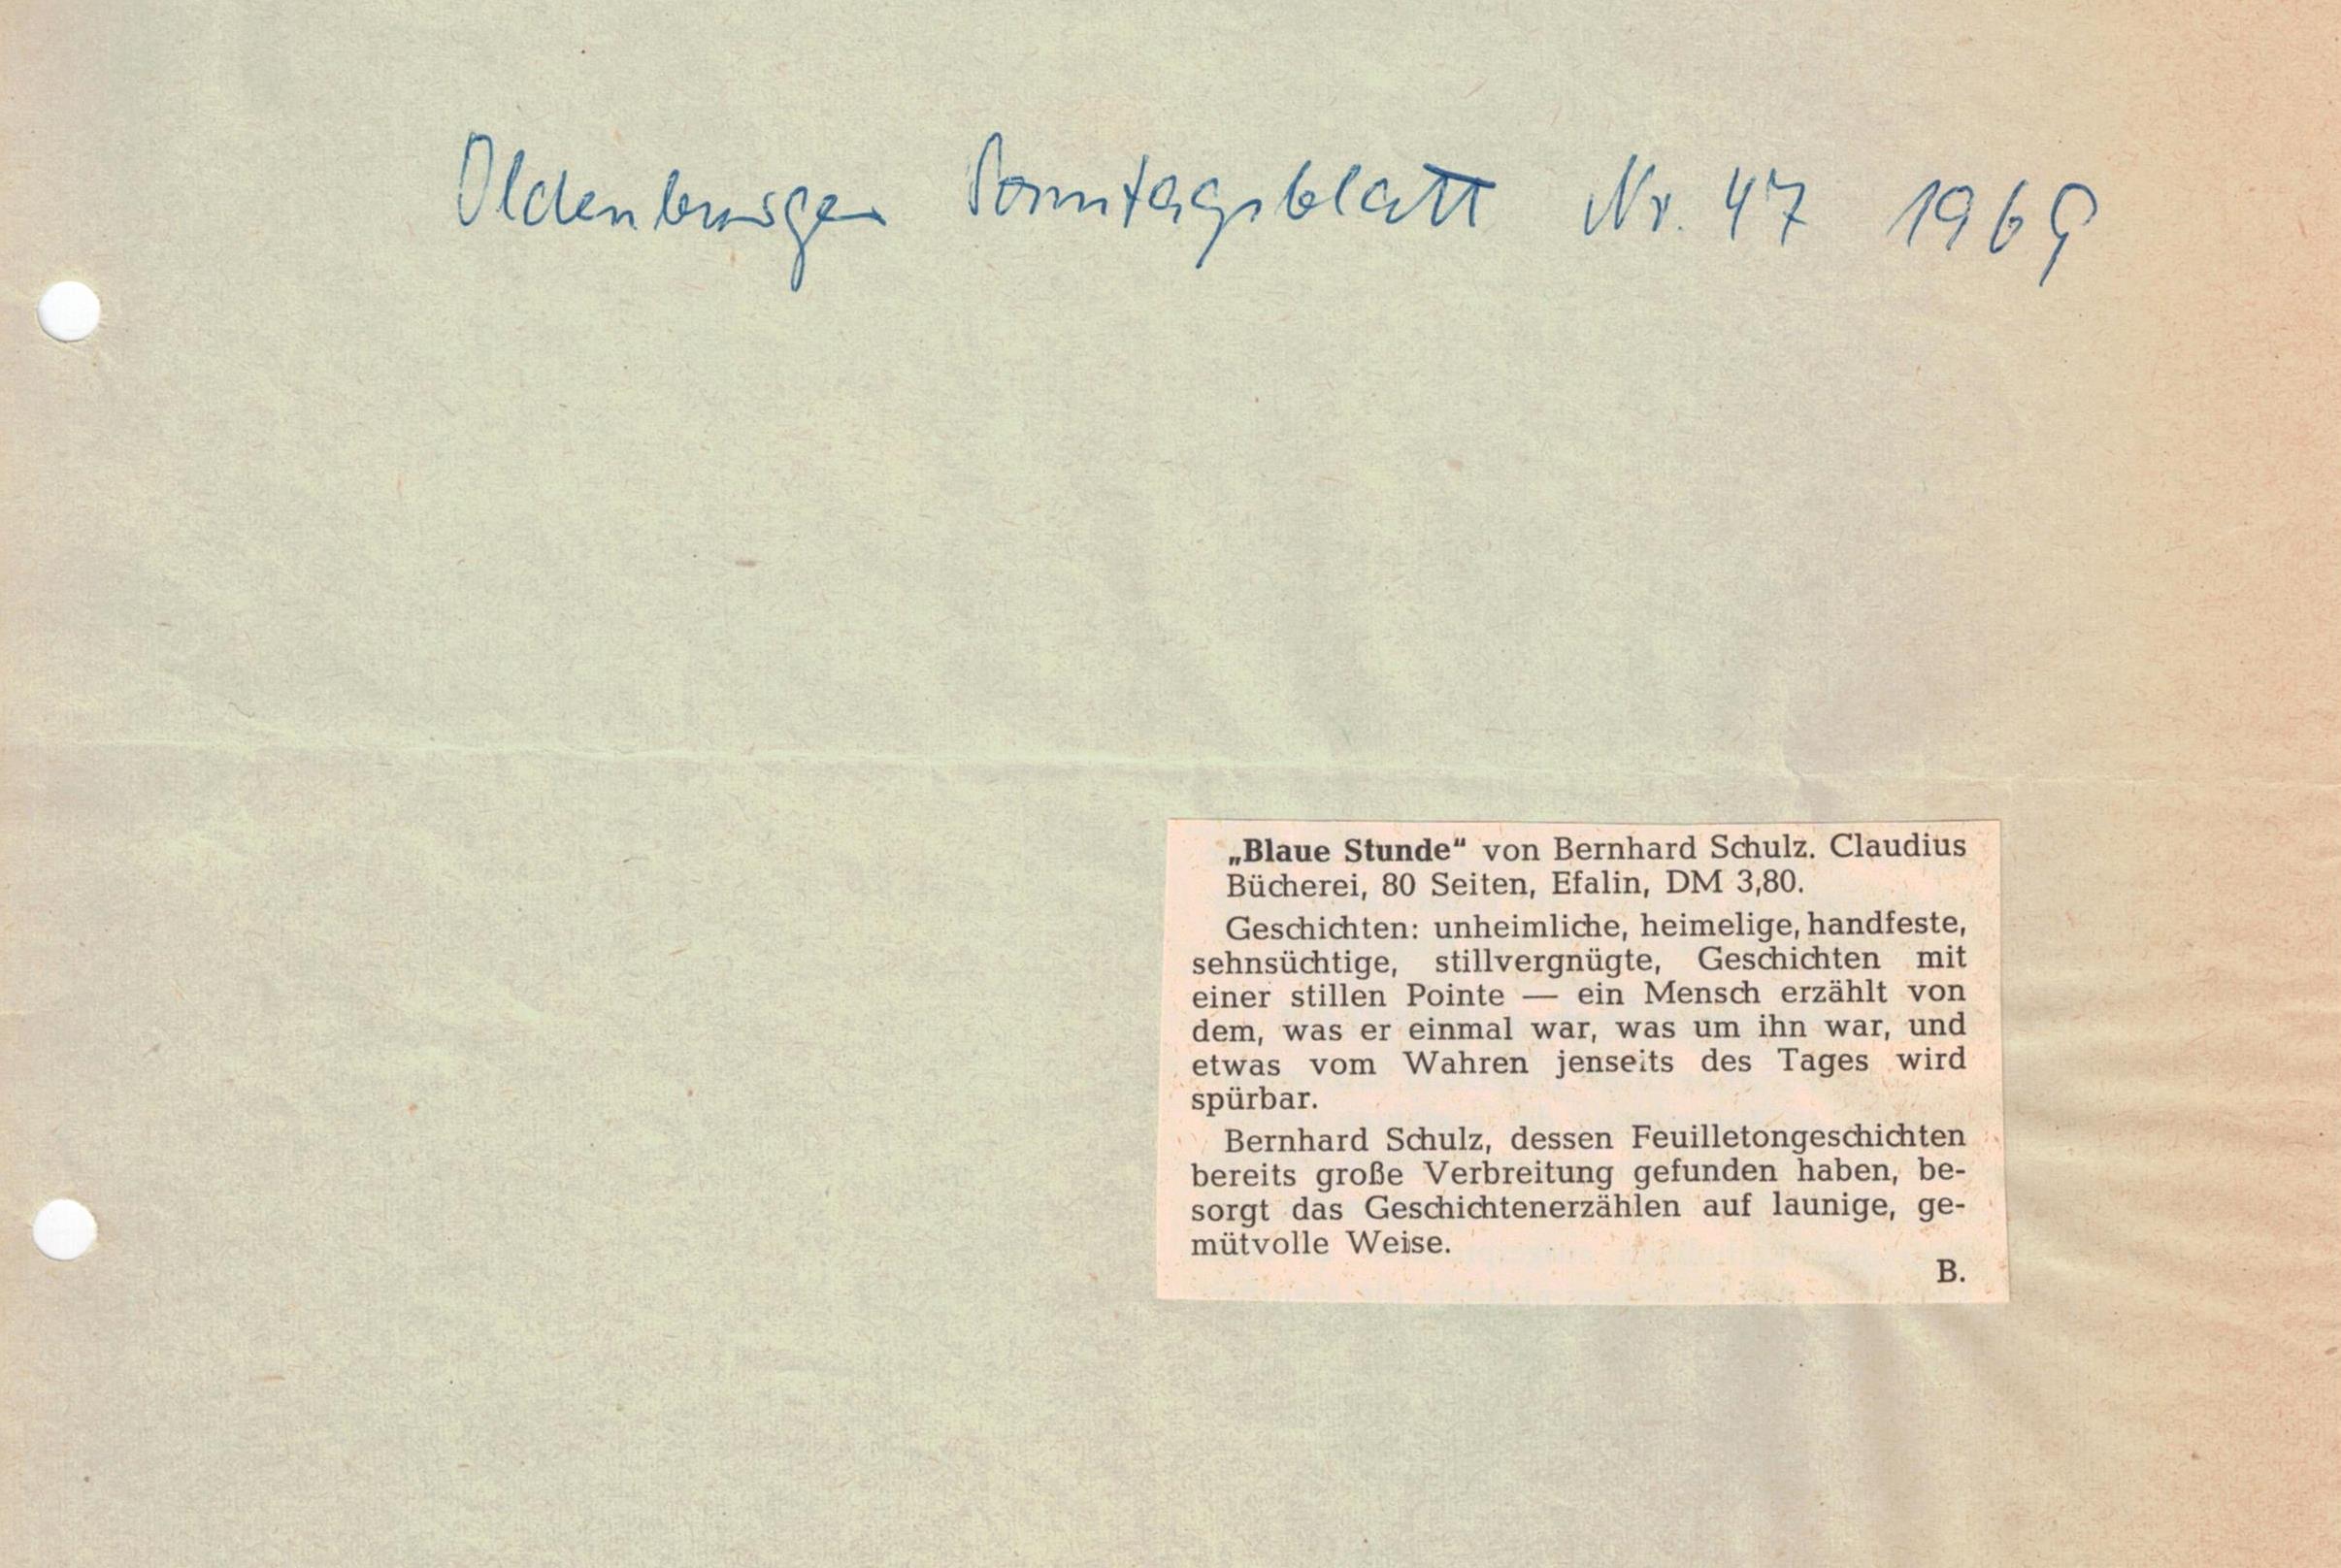 Oldenburger Sonntagsblatt Nr. 47 1969
„Blaue Stunde“ von Bernhard Schulz. Claudius
Bücherei, 80 Seiten, Efalin, DM 3,80.
Geschichten: unheimliche, heimelige, handfeste,
sehnsüchtige, stillvergnügte, Geschichten mit
einer stillen Pointe — ein Mensch erzählt von
dem, was er einmal war, was um ihn war, und
etwas vom Wahren jenseits des Tages wird
spürbar.
Bernhard Schulz, dessen Feuilletongeschichten
bereits große Verbreitung gefunden haben, be-
sorgt das Geschichtenerzählen auf launige, ge-
mütvolle Weise.
B.